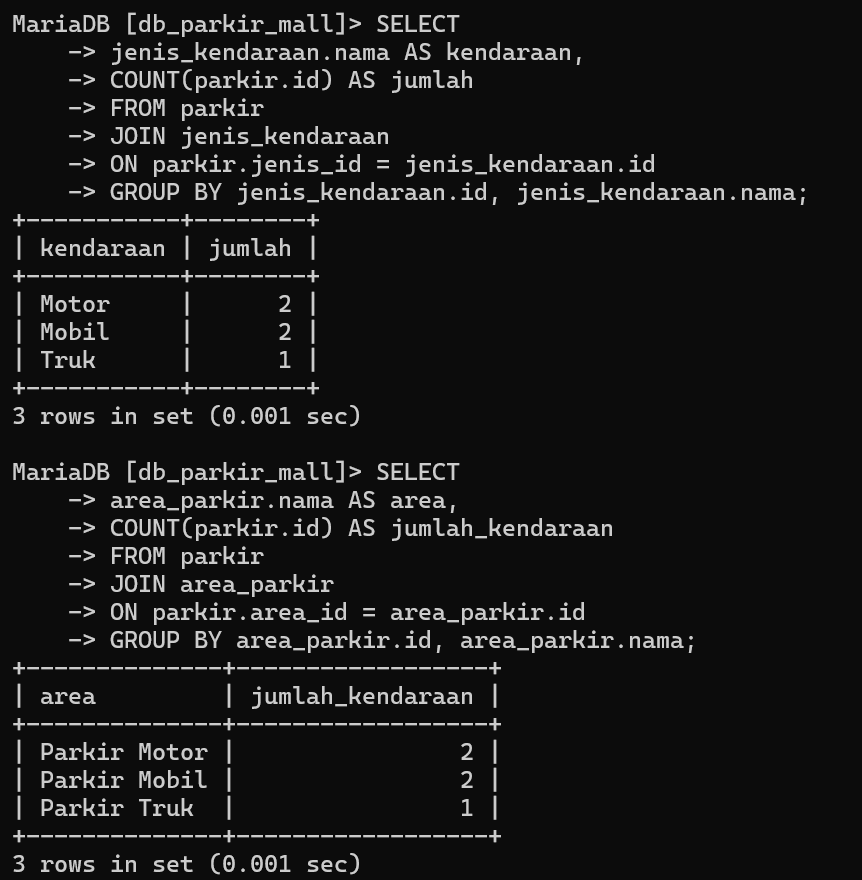 MariaDB [db_parkir_mall]> SELECT
    -> jenis_kendaraan.nama AS kendaraan,
    -> COUNT(parkir.id) AS jumlah
    -> FROM parkir
    -> JOIN jenis_kendaraan
    -> ON parkir.jenis_id = jenis_kendaraan.id
    -> GROUP BY jenis_kendaraan.id, jenis_kendaraan.nama;
+-----------+--------+
| kendaraan | jumlah |
+-----------+--------+
| Motor     |      2 |
| Mobil     |      2 |
| Truk      |      1 |
+-----------+--------+
3 rows in set (0.001 sec)

MariaDB [db_parkir_mall]> SELECT
    -> area_parkir.nama AS area,
    -> COUNT(parkir.id) AS jumlah_kendaraan
    -> FROM parkir
    -> JOIN area_parkir
    -> ON parkir.area_id = area_parkir.id
    -> GROUP BY area_parkir.id, area_parkir.nama;
+--------------+------------------+
| area         | jumlah_kendaraan |
+--------------+------------------+
| Parkir Motor |                2 |
| Parkir Mobil |                2 |
| Parkir Truk  |                1 |
+--------------+------------------+
3 rows in set (0.001 sec)